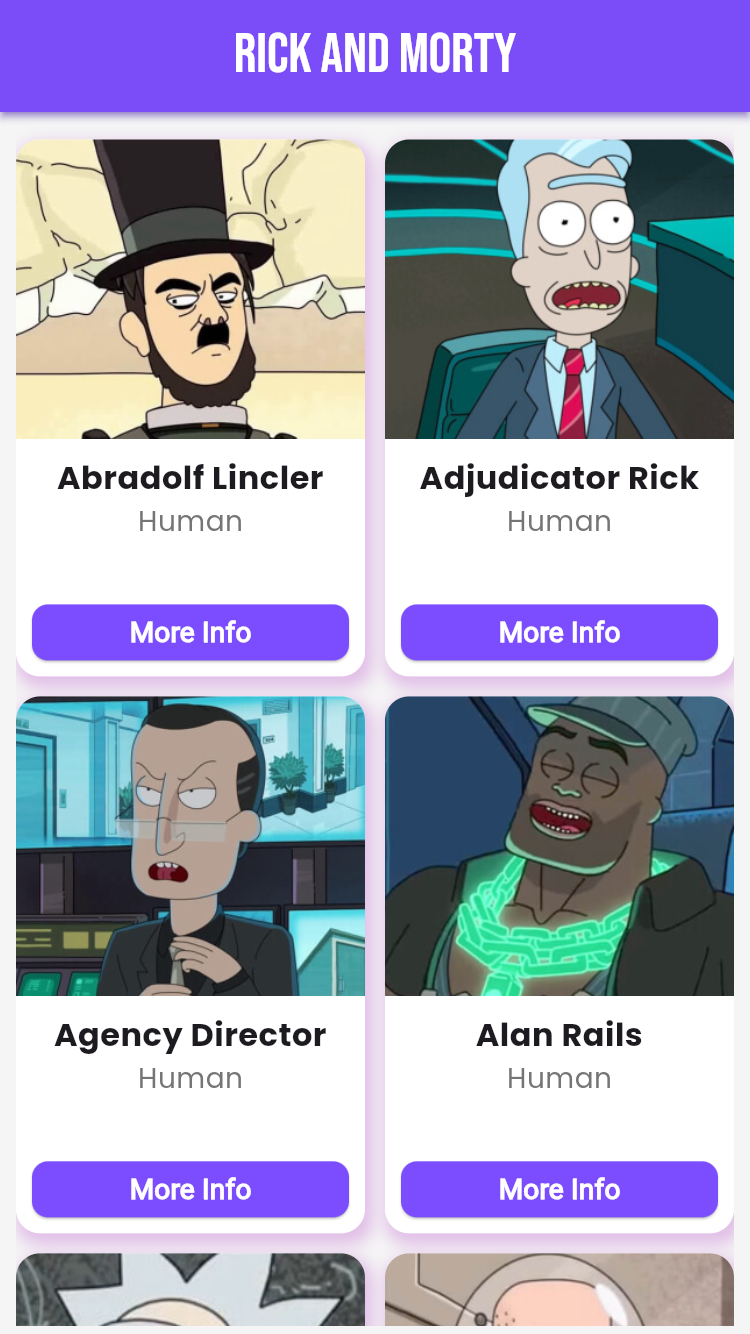 RICK AND MORTY
Abradolf Lincler
Human
More Info
Adjudicator Rick
Human
More Info
Agency Director
Human
More Info
Alan Rails
Human
More Info